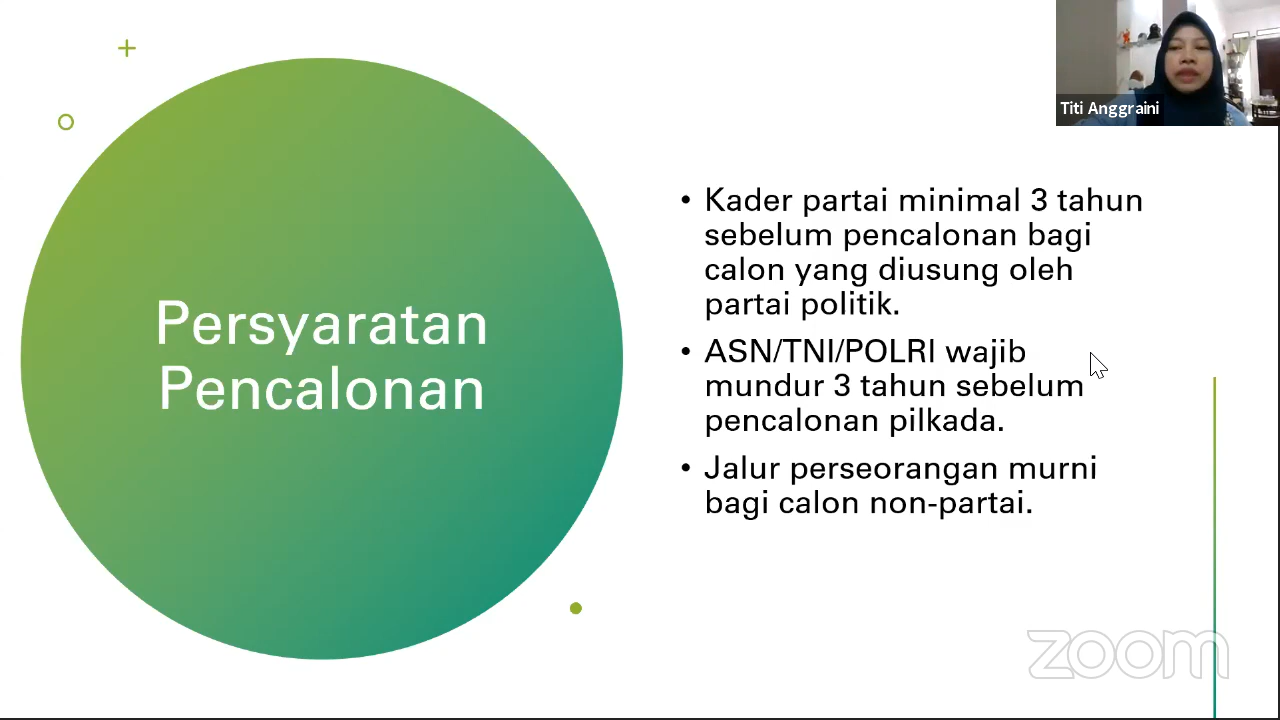 Titi Anggraini
Persyaratan
Pencalonan
• Kader partai minimal 3 tahun
sebelum pencalonan bagi
calon yang diusung oleh
partai politik.
• ASN/TNI/POLRI wajib
mundur 3 tahun sebelum
pencalonan pilkada.
• Jalur perseorangan murni
bagi calon non-partai.
zoom